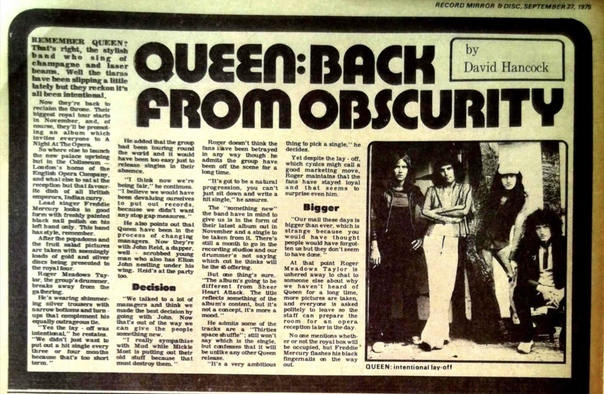 RECORD MIRROR & DISC, SEPTEMBER 27, 1975
QUEEN: BACK
FROM OBSCURITY
by
David Hancock
REMEMBER QUEEN?
That's right, the stylish
band who sing of
champagne and laser
beams. Well the tiaras
have been slipping a little
lately but they reckon it's
all been intentional.
Now they're back to
reclaim the throne. Their
biggest royal tour starts
in November, and, of
course, they'll be promot-
ing an album which
invites everyone to A
Night At the Opera.
So where else to launch
the new palace uprising
but in the Coliseum —
London's home of the
English Opera Company,
and what else to eat at the
reception but that favour-
ite dish of all British
emperors, Indian curry.
Lead singer Freddie
Mercury looks in good
form with freshly painted
black nail polish on his
left hand only. This band
has style, remember.
After the popadoms and
the fruit salad pictures
are taken with seemingly
loads of gold and silver
discs being presented to
the royal four.
Roger Meadows Tay-
lor, the group's drummer,
breaks away from the
gathering.
He's wearing shimmer-
ing silver trousers with
narrow bottoms and turn-
ups that complement his
equally outrageous tie.
"Yes the lay - off was
intentional," he restates.
"We didn't just want to
put out a hit single every
three or four months
because that's too short
term."
He added that the group
had been touring round
the world and it would
have been too easy just to
release singles in their
absence.
"I think now we're
being fair," he continues.
"I believe we would have
been devaluing ourselves
to put out records,
because we didn't want
any stop gap measures."
He also points out that
Queen have been in the
process of changing
managers. Now they're
with John Reid, a dapper,
well - scrubbed young
man who also has Elton
John nestling under his
wing. Reid's at the party
too.
Decision
"We talked to a lot of
managers and think we
made the best decision by
going with John. Now
that's out of the way we
can give the people
something new.
"I really sympathise
with Mud while Mickie
Most is putting out their
old stuff because that
must destroy them."
Roger doesn't think the
fans have been betrayed
in any way though he
admits the group have
been off the scene for a
long time.
"It's got to be a natural
progression, you can't
just sit down and write a
hit single," he assures.
The "something new"
the band have in mind to
give us is in the form of
their latest album out in
November and a single to
be taken from it. There's
still a month to go in the
recording studios and our
drummer's not saying
which cut he thinks will
be the 45 offering.
But one thing's sure.
"The album's going to be
different from Sheer
Heart Attack. The title
reflects something of the
album's content, but it's
not a concept, it's more a
mood."
He admits some of the
tracks are a "Thirties
space shuffle"; still won't
say which is the single,
but confesses that it will
be unlike any other Queen
release.
"It's a very ambitious
thing to pick a single," he
decides.
Yet despite the lay - off,
which cynics might call a
good marketing move,
Roger maintains that the
fans have stayed loyal
and that seems to
surprise even him.
Bigger
"Our mail these days is
bigger than ever, which is
strange because you
would have thought
people would have forgot-
ten us but they don't seem
to have done."
At this point Roger
Meadows Taylor is
ushered away to chat to
someone else about why
we haven't heard of
Queen for a long time,
more pictures are taken,
and everyone is asked
politely to leave so the
staff can prepare the
room for an opera
reception later in the day.
No one mentions wheth-
er or not the royal box will
be occupied, but Freddie
Mercury flashes his black
fingernails on the way
out.
QUEEN: intentional lay-off